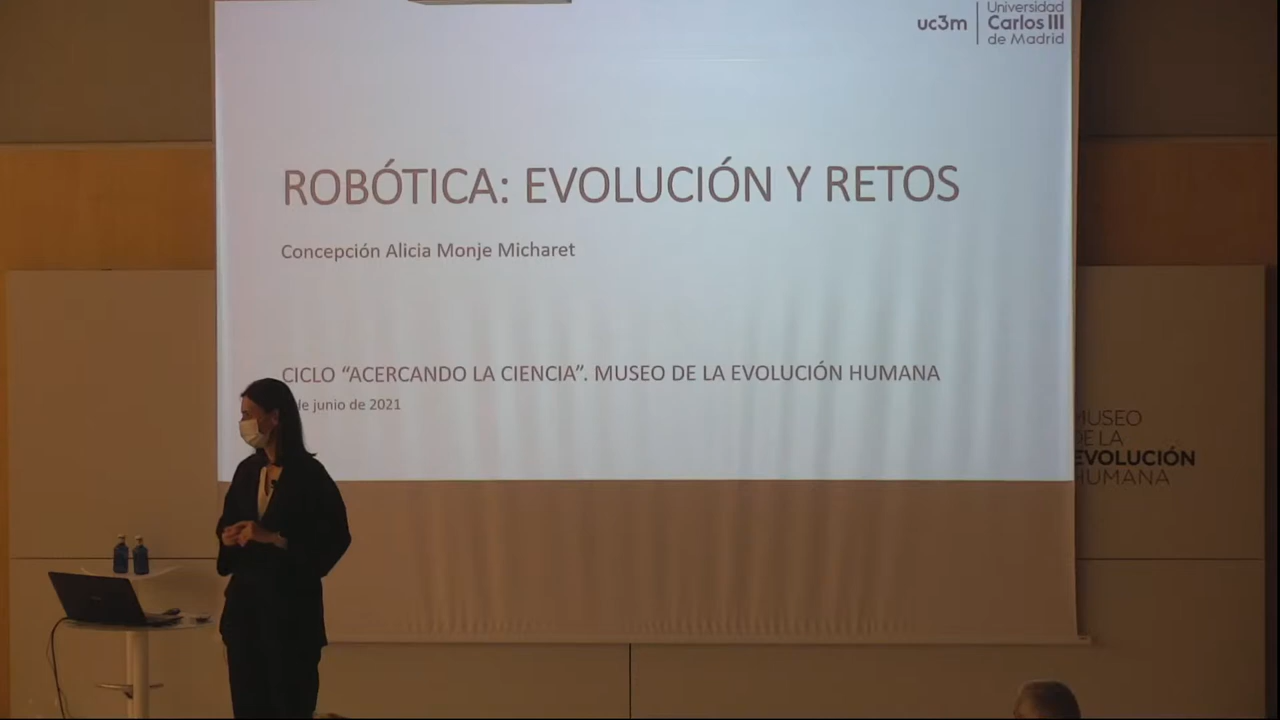 uc3m
Universidad
Carlos III
de Madrid
ROBÓTICA: EVOLUCIÓN Y RETOS
Concepción Alicia Monje Micharet
CICLO “ACERCANDO LA CIENCIA”. MUSEO DE LA EVOLUCIÓN HUMANA
de junio de 2021
MUSEO
DE LA
EVOLUCIÓN
HUMANA